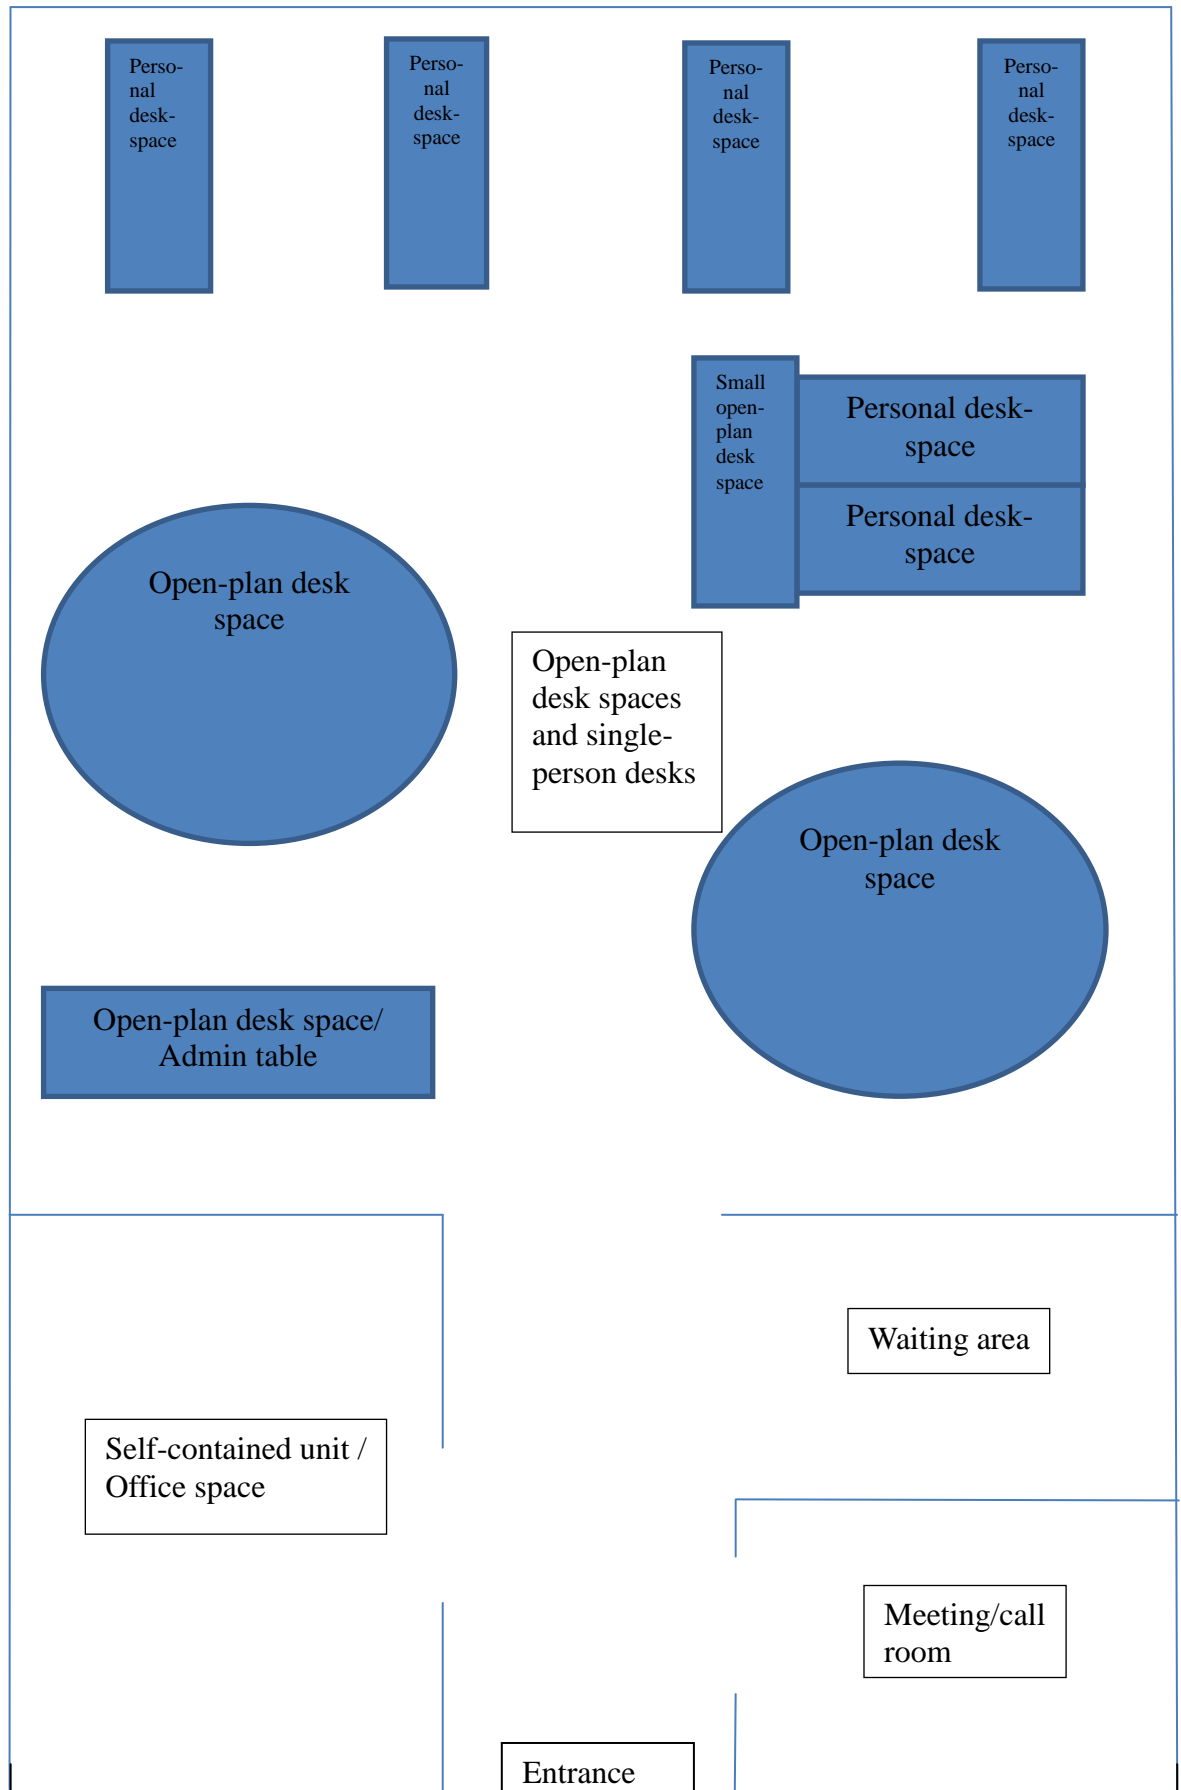 Perso-
nal
desk-
space
Perso-
nal
desk-
space
Perso-
nal
desk-
space
Perso-
nal
desk-
space
Small
open-
plan
desk
space
Personal desk-
space
Personal desk-
space
Open-plan desk
space
Open-plan
desk spaces
and single-
person desks
Open-plan desk
space
Open-plan desk space/
Admin table
Waiting area
Self-contained unit /
Office space
Meeting/call
room
Entrance